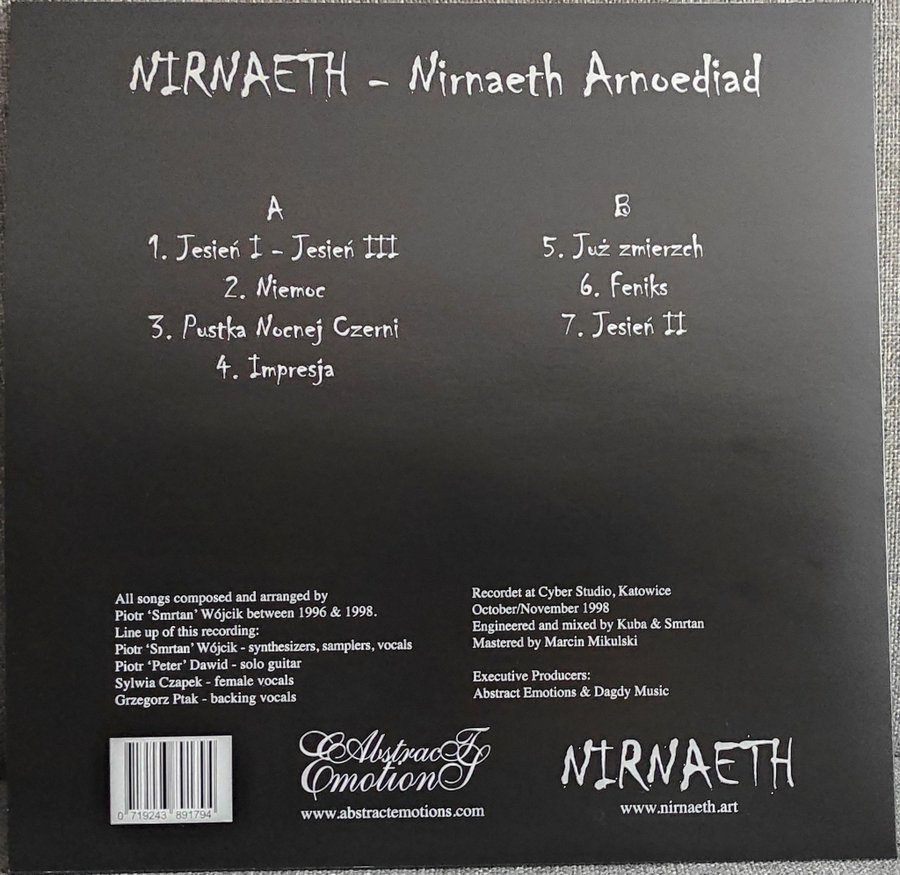 NIRNAETH - Nirnaeth Arnoediad
A
1. Jesień I - Jesień III
2. Niemoc
3. Pustka Nocnej Czerni
4. Impresja
B
5. Już zmierzch
6. Feniks
7. Jesień II
All songs composed and arranged by
Piotr ‘Smrtan’ Wójcik between 1996 & 1998.
Line up of this recording:
Piotr ‘Smrtan’ Wójcik - synthesizers, samplers, vocals
Piotr ‘Peter’ Dawid - solo guitar
Sylwia Czapek - female vocals
Grzegorz Ptak - backing vocals
Recordet at Cyber Studio, Katowice
October/November 1998
Engineered and mixed by Kuba & Smrtan
Mastered by Marcin Mikulski
Executive Producers:
Abstract Emotions & Dagdy Music
0 719243 891794
Abstract
Emotions
www.abstractemotions.com
NIRNAETH
www.nirnaeth.art